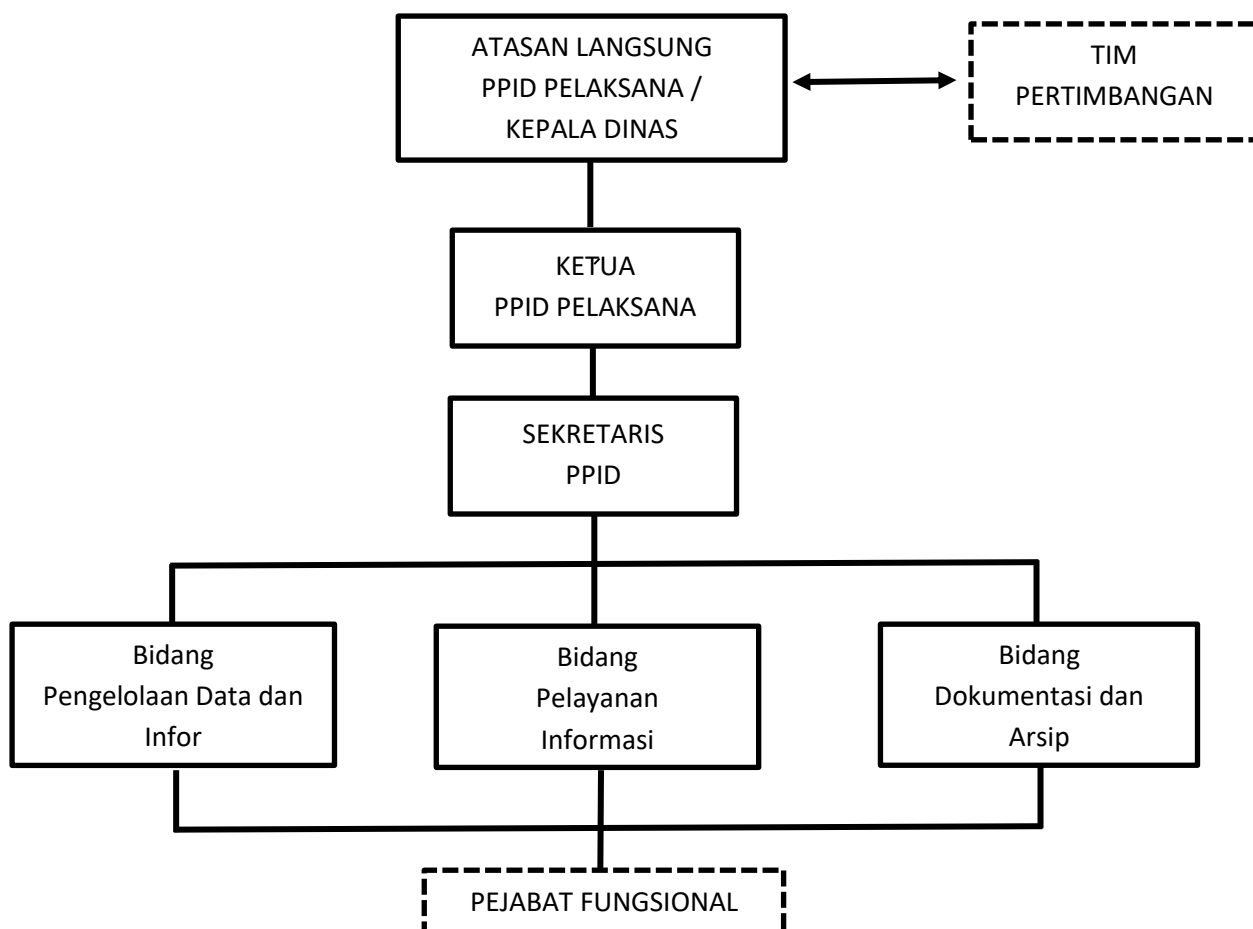 ATASAN LANGSUNG
PPID PELAKSANA /
KEPALA DINAS
TIM
PERTIMBANGAN
KETUA
PPID PELAKSANA
SEKRETARIS
PPID
Bidang
Pengelolaan Data dan
Infor
Bidang
Pelayanan
Informasi
Bidang
Dokumentasi dan
Arsip
PEJABAT FUNGSIONAL